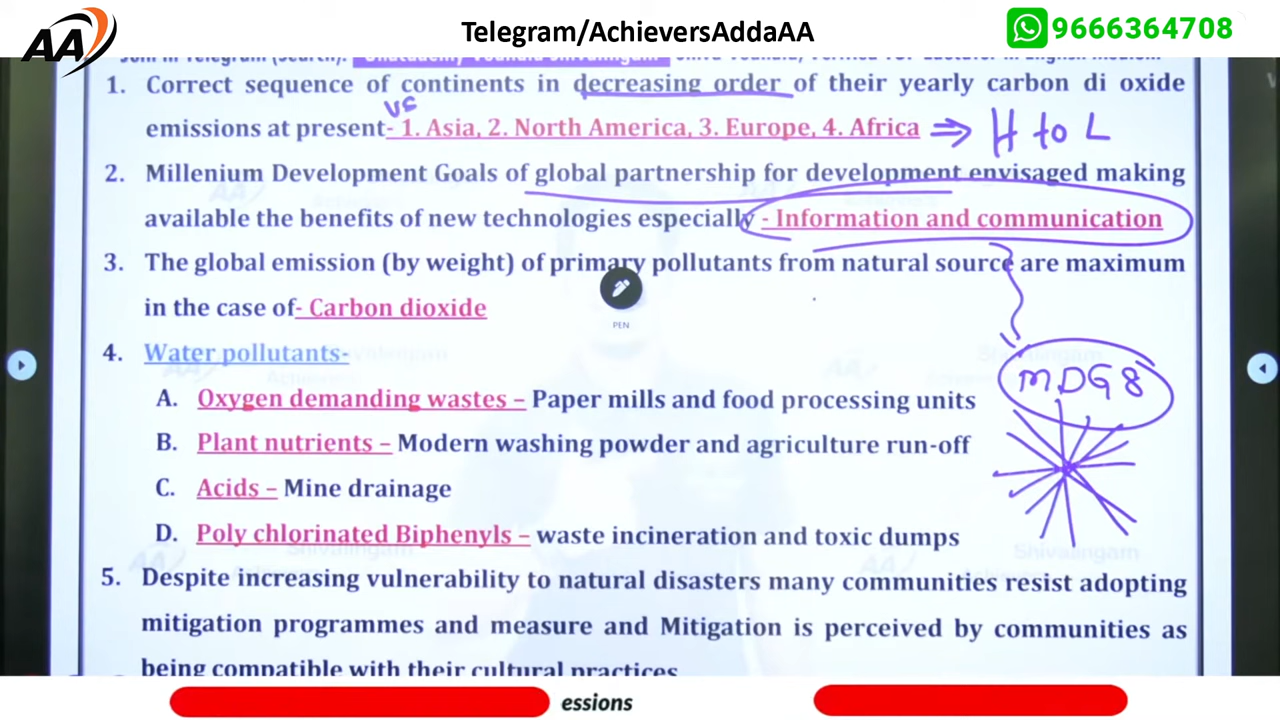 AA
Telegram/AchieversAddaAA
9666364708
1. Correct sequence of continents in decreasing order of their yearly carbon di oxide
emissions at present- 1. Asia, 2. North America, 3. Europe, 4. Africa ⇒ H to L
2. Millenium Development Goals of global partnership for development envisaged making
available the benefits of new technologies especially - Information and communication
3. The global emission (by weight) of primary pollutants from natural source are maximum
in the case of- Carbon dioxide
PEN
4. Water pollutants-
MDG8
A. Oxygen demanding wastes – Paper mills and food processing units
B. Plant nutrients – Modern washing powder and agriculture run-off
C. Acids – Mine drainage
D. Poly chlorinated Biphenyls – waste incineration and toxic dumps
5. Despite increasing vulnerability to natural disasters many communities resist adopting
mitigation programmes and measure and Mitigation is perceived by communities as
being compatible with their cultural practices
essions